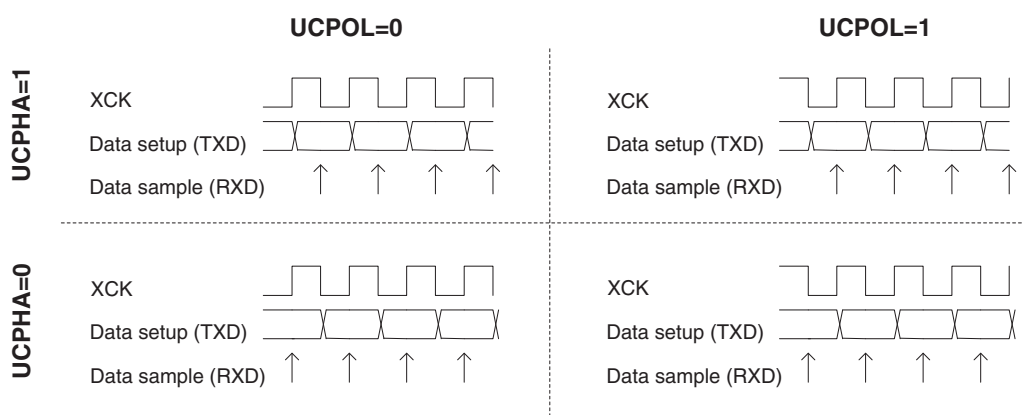 UCPOL=0
UCPOL=1
UCPHA=1
XCK
Data setup (TXD)
Data sample (RXD)
XCK
Data setup (TXD)
Data sample (RXD)
UCPHA=0
XCK
Data setup (TXD)
Data sample (RXD)
XCK
Data setup (TXD)
Data sample (RXD)